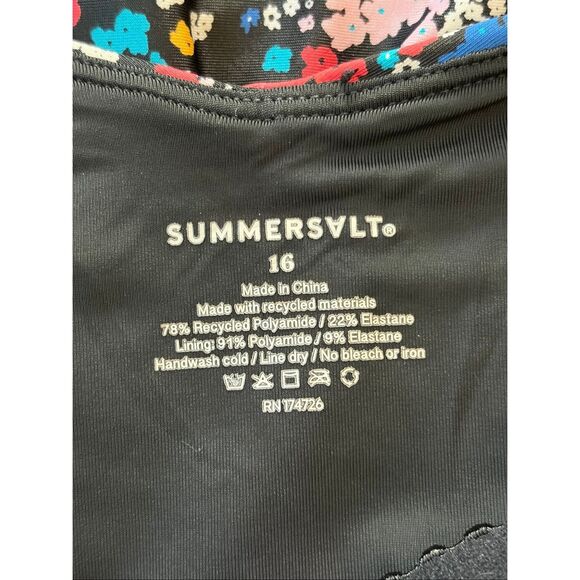 SUMMERSVLT®
16
Made in China
Made with recycled materials
78% Recycled Polyamide / 22% Elastane
Lining: 91% Polyamide / 9% Elastane
Handwash cold / Line dry / No bleach or iron
RN 174726